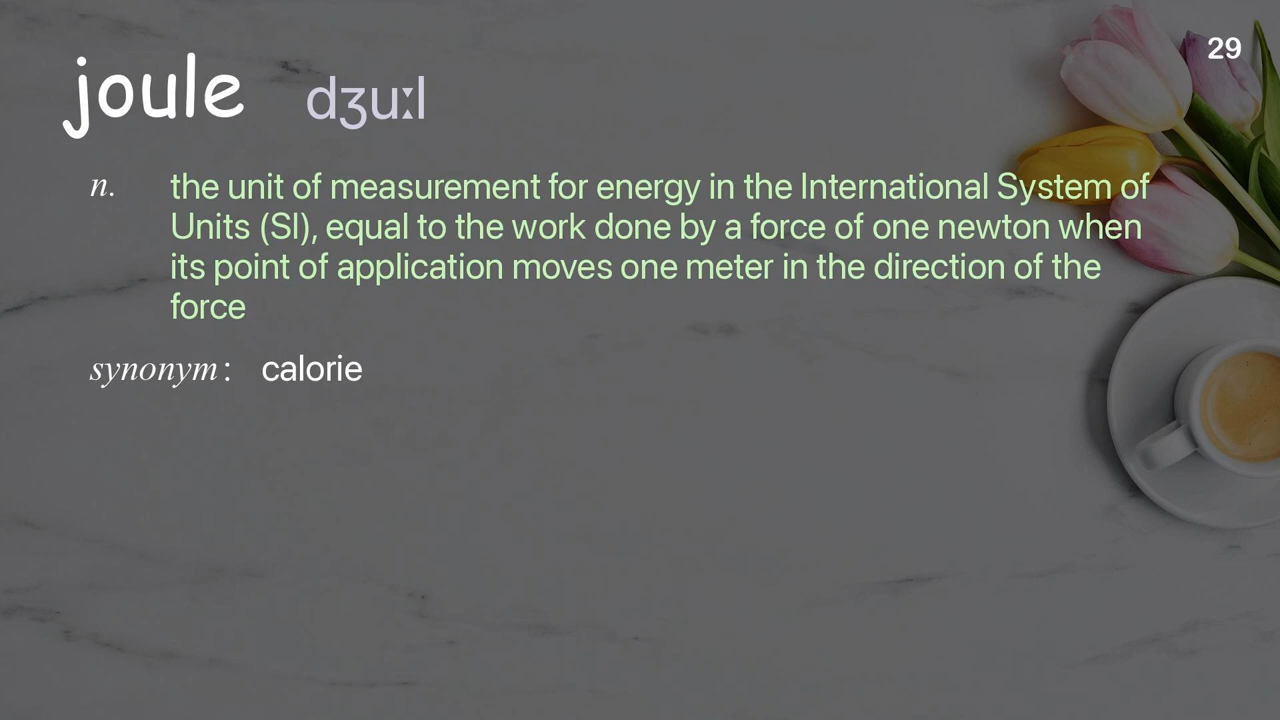 29
joule dʒuːl
n. the unit of measurement for energy in the International System of
Units (SI), equal to the work done by a force of one newton when
its point of application moves one meter in the direction of the
force
synonym: calorie